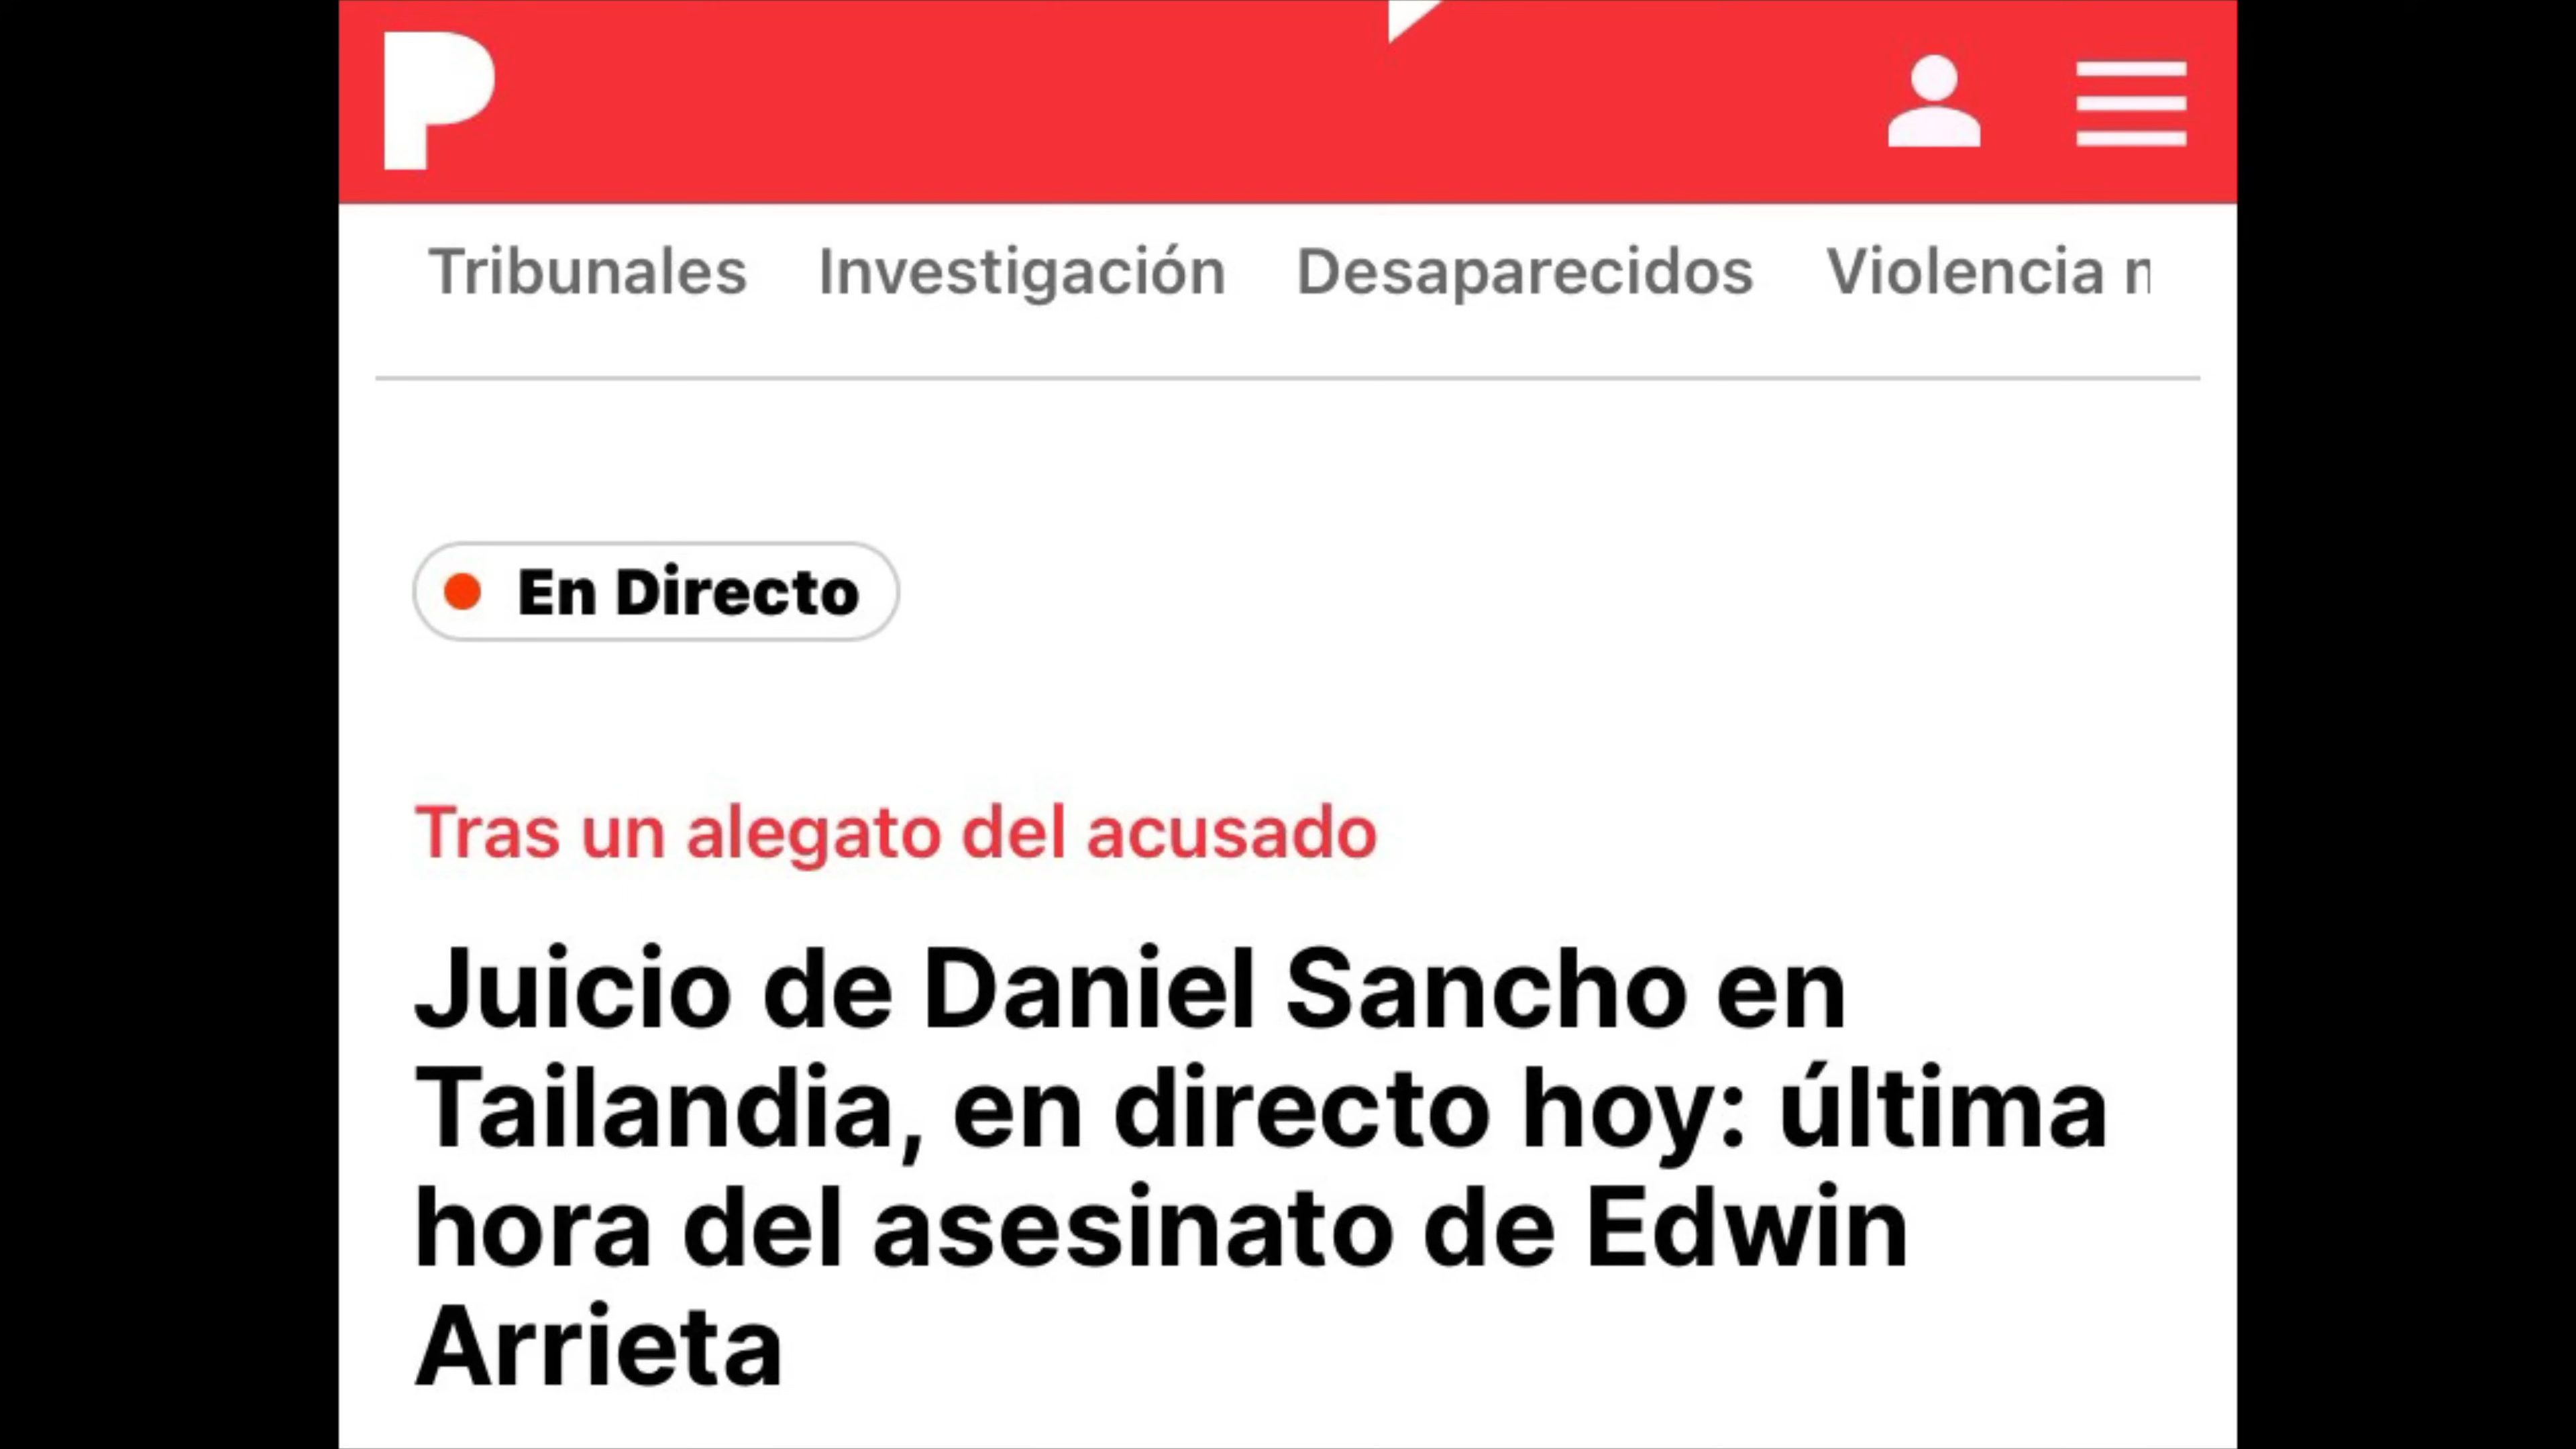 P
Tribunales Investigación Desaparecidos Violencia
En Directo
Tras un alegato del acusado
Juicio de Daniel Sancho en
Tailandia, en directo hoy: última
hora del asesinato de Edwin
Arrieta